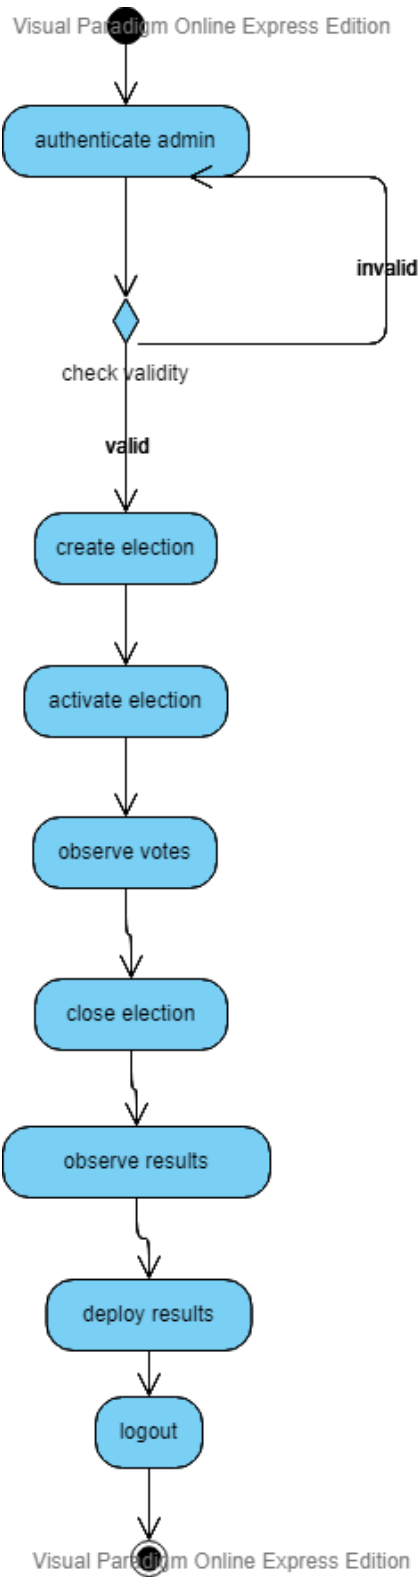 Visual Paradigm Online Express Edition
authenticate admin
invalid
check validity
valid
create election
activate election
observe votes
close election
observe results
deploy results
logout
Visual Paradigm Online Express Edition